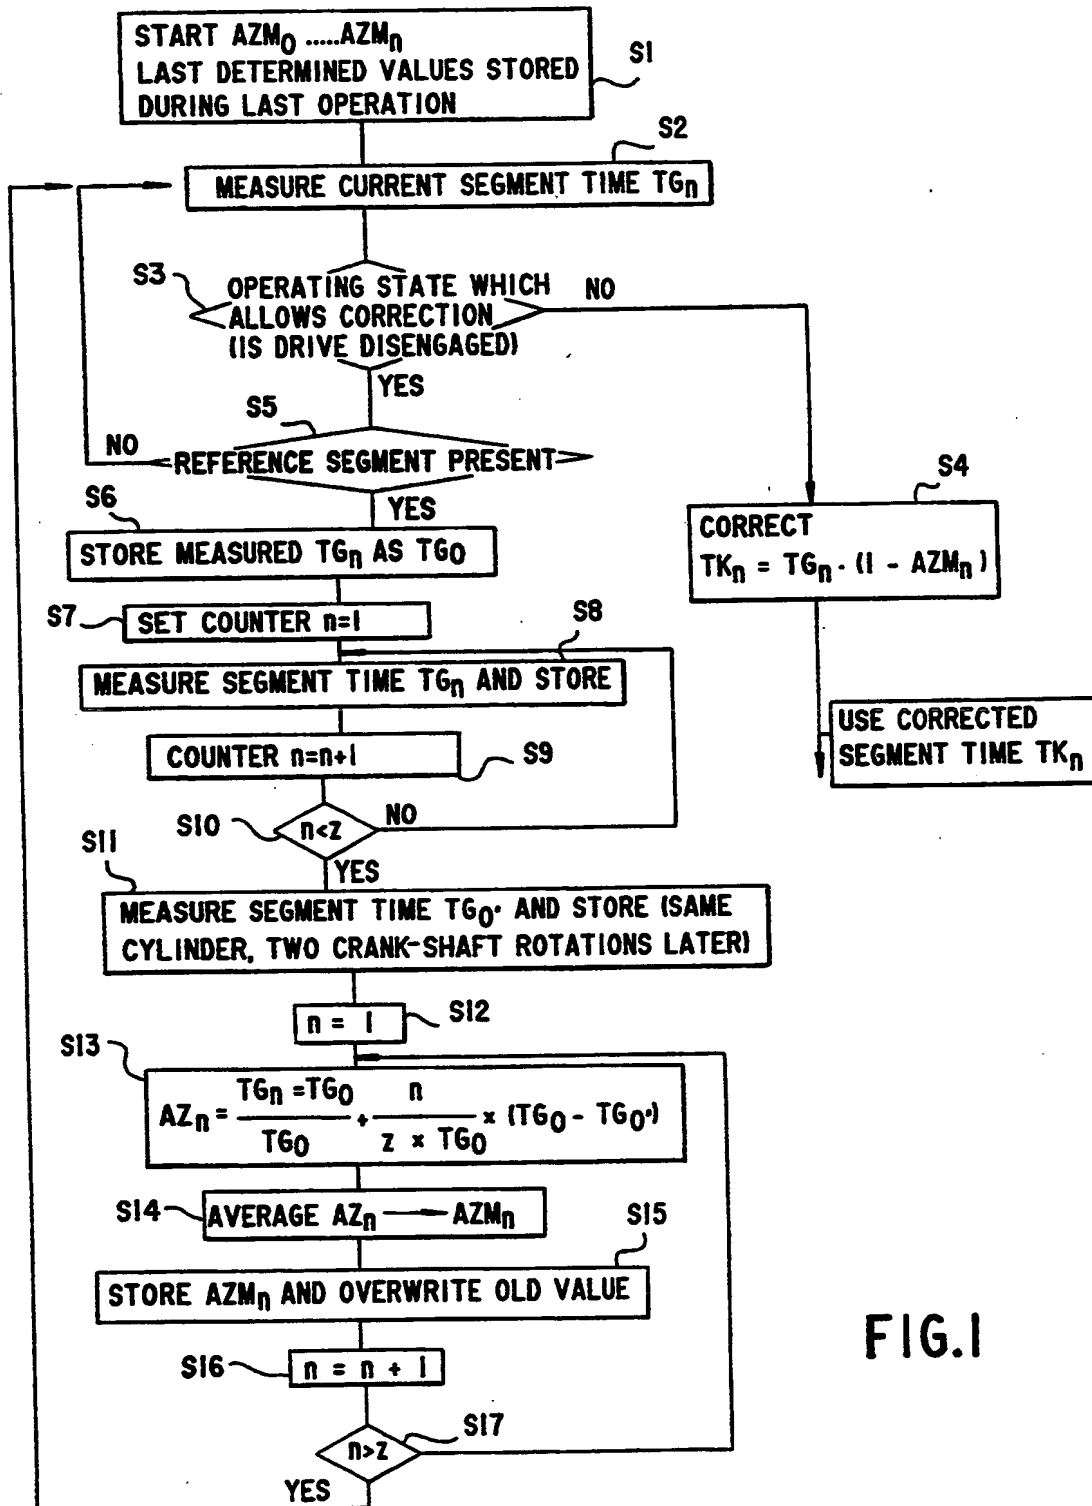 START AZM0 .....AZMn
LAST DETERMINED VALUES STORED
DURING LAST OPERATION
S1
S2
MEASURE CURRENT SEGMENT TIME TGn
S3
OPERATING STATE WHICH
ALLOWS CORRECTION
(IS DRIVE DISENGAGED)
NO
YES
S5
NO
REFERENCE SEGMENT PRESENT
YES
S4
CORRECT
TKn = TGn · (1 - AZMn)
S6
STORE MEASURED TGn AS TG0
S7
SET COUNTER n=1
S8
MEASURE SEGMENT TIME TGn AND STORE
USE CORRECTED
SEGMENT TIME TKn
COUNTER n=n+1
S9
S10
n<z
NO
YES
S11
MEASURE SEGMENT TIME TG0' AND STORE (SAME
CYLINDER, TWO CRANK-SHAFT ROTATIONS LATER)
n = 1
S12
S13
AZn = TGn = TG0 / TG0 + n / z × TG0 × (TG0 - TG0')
S14
AVERAGE AZn → AZMn
S15
STORE AZMn AND OVERWRITE OLD VALUE
S16
n = n + 1
S17
n>z
YES
FIG.1